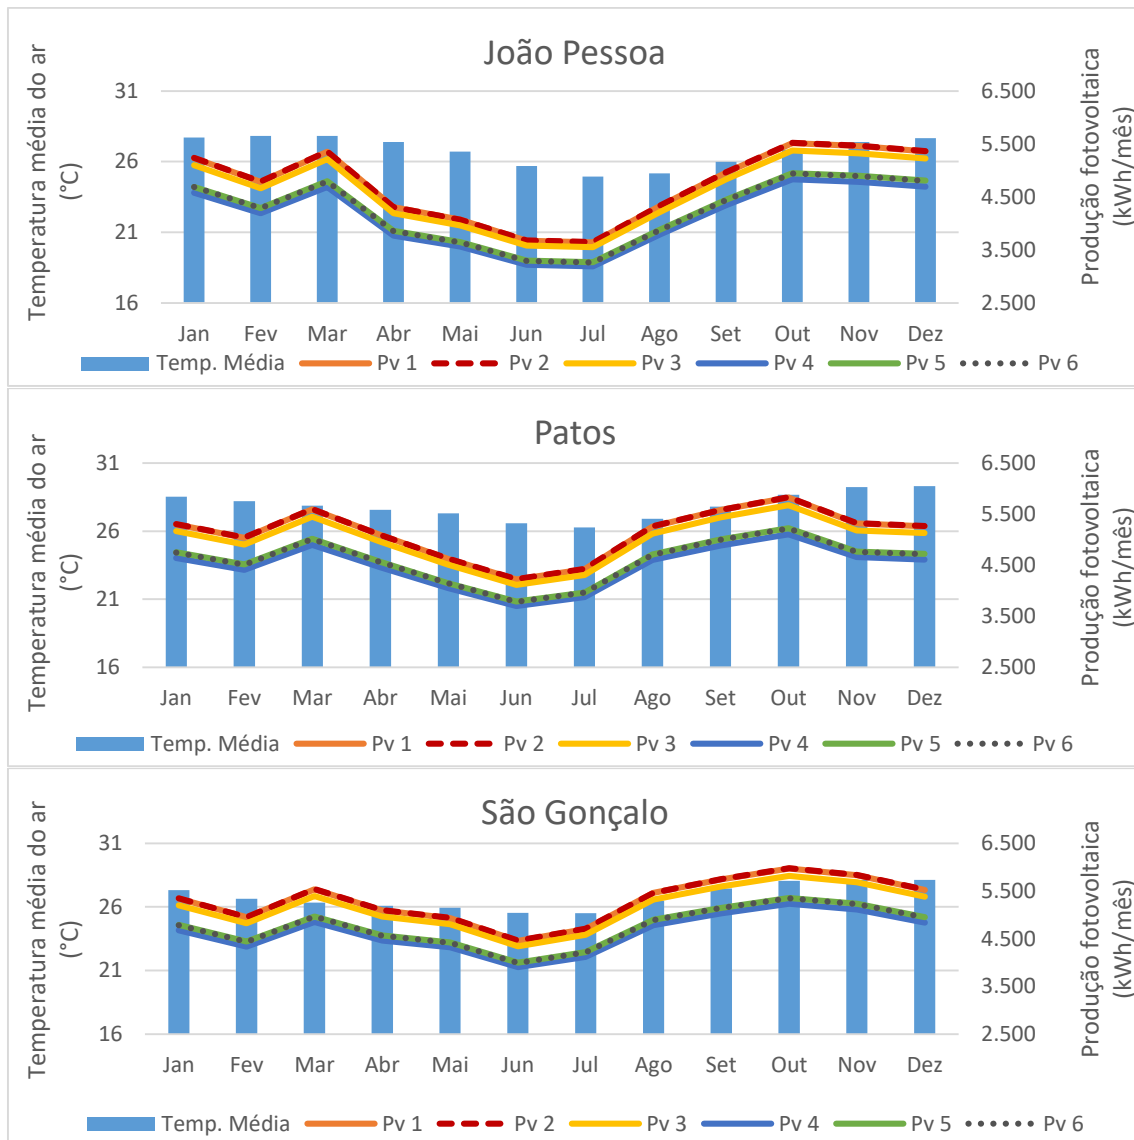 João Pessoa
Temperatura média do ar
(°C)
31
26
21
16
6.500
5.500
4.500
3.500
2.500
Produção fotovoltaica
(kWh/mês)
Jan Fev Mar Abr Mai Jun Jul Ago Set Out Nov Dez
Temp. Média Pv 1 Pv 2 Pv 3 Pv 4 Pv 5 Pv 6
Patos
Temperatura média do ar
(°C)
31
26
21
16
6.500
5.500
4.500
3.500
2.500
Produção fotovoltaica
(kWh/mês)
Jan Fev Mar Abr Mai Jun Jul Ago Set Out Nov Dez
Temp. Média Pv 1 Pv 2 Pv 3 Pv 4 Pv 5 Pv 6
São Gonçalo
Temperatura média do ar
(°C)
31
26
21
16
6.500
5.500
4.500
3.500
2.500
Produção fotovoltaica
(kWh/mês)
Jan Fev Mar Abr Mai Jun Jul Ago Set Out Nov Dez
Temp. Média Pv 1 Pv 2 Pv 3 Pv 4 Pv 5 Pv 6